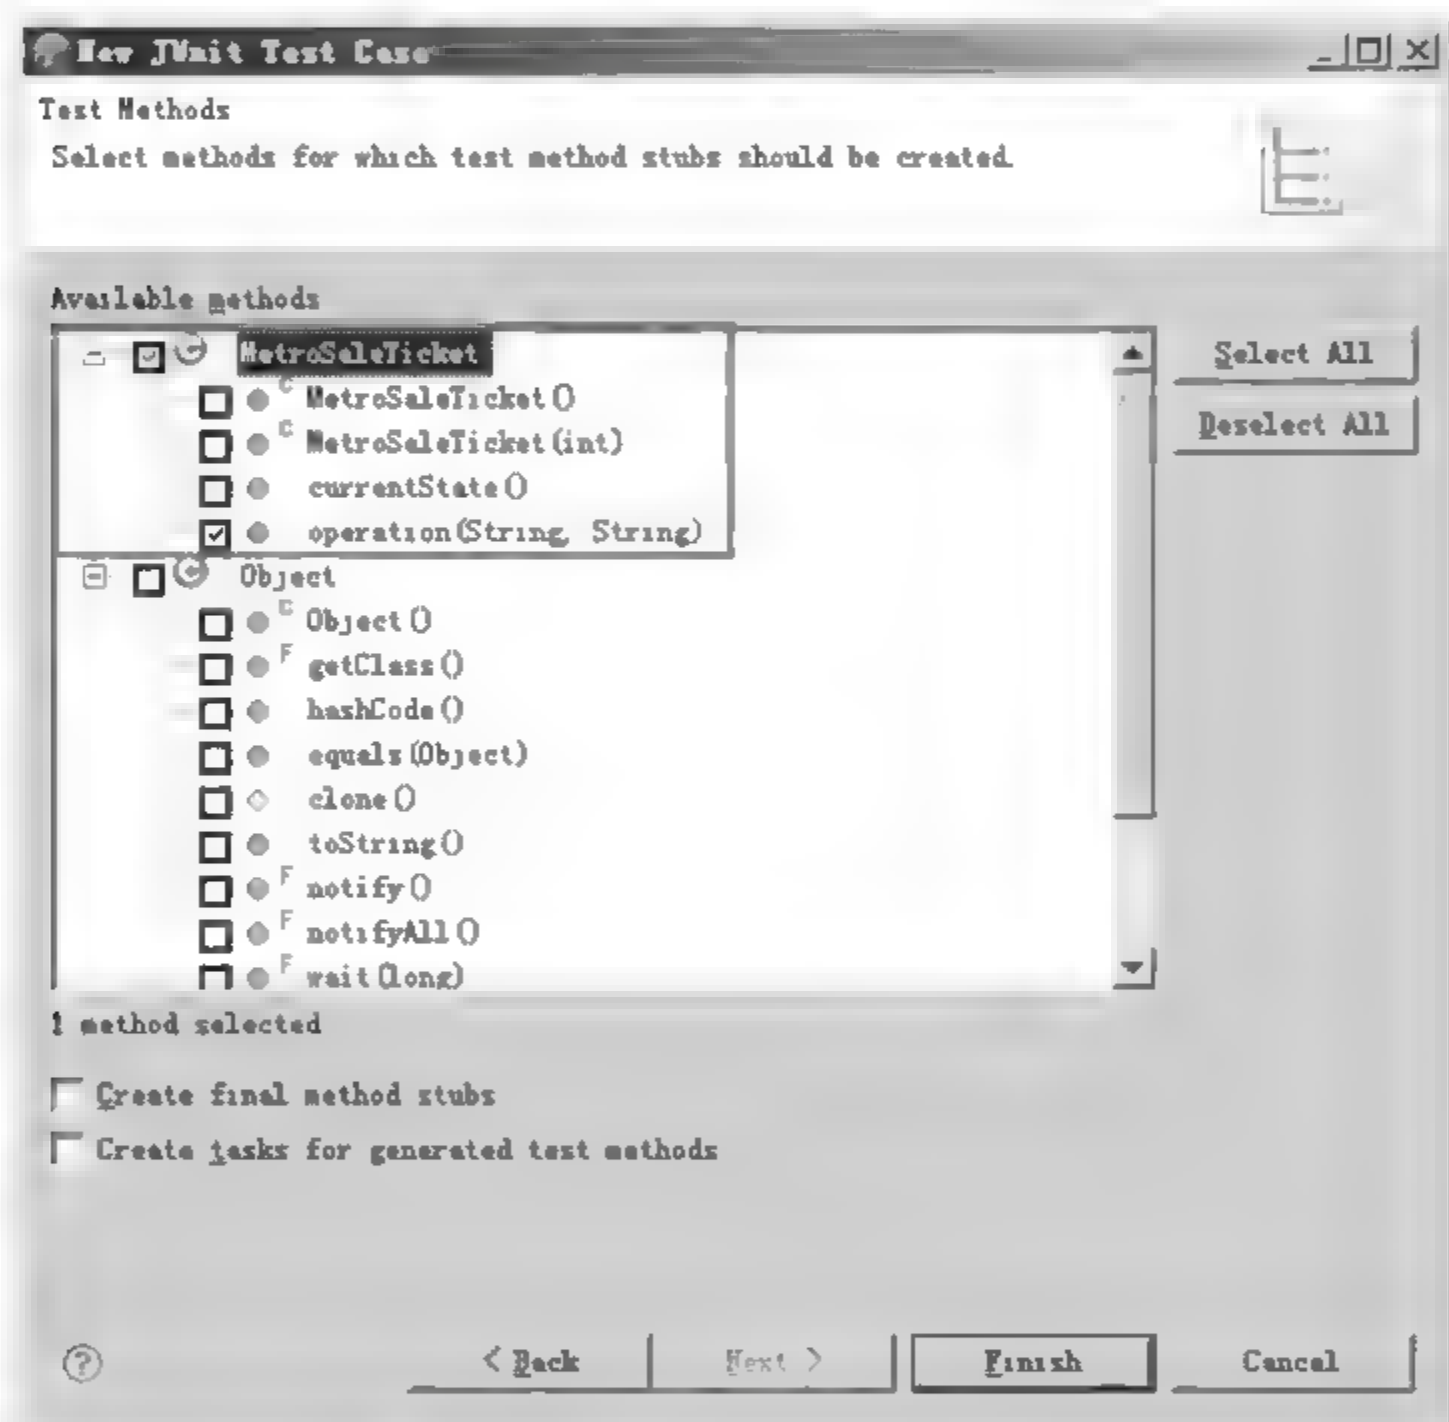 New JUnit Test Case
Test Methods
Select methods for which test method stubs should be created.
Available methods
MetroSaleTicket
C MetroSaleTicket()
C MetroSaleTicket(int)
currentState()
operation(String, String)
Object
C Object()
F getClass()
hashCode()
equals(Object)
clone()
toString()
F notify()
F notifyAll()
F wait(long)
Select All
Deselect All
1 method selected
Create final method stubs
Create tasks for generated test methods
? < Back Next > Finish Cancel